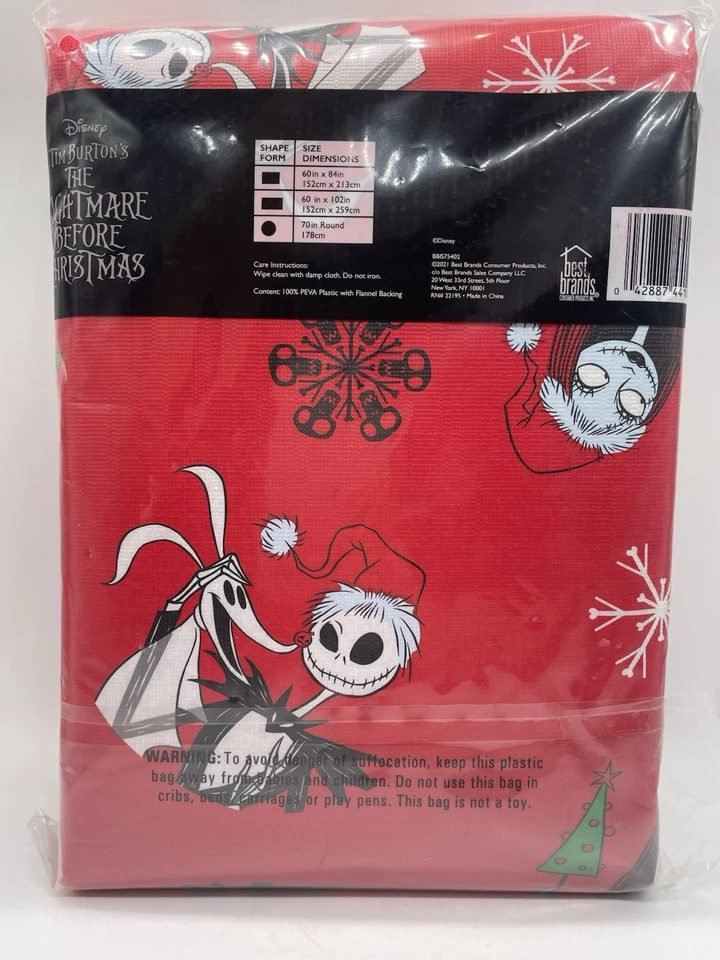 Disney
TIM BURTON'S
THE
NIGHTMARE
BEFORE
CHRISTMAS
SHAPE FORM SIZE DIMENSIONS
60in x 84in
152cm x 213cm
60 in x 102in
152cm x 259cm
70in Round
178cm
Care Instructions:
Wipe clean with damp cloth. Do not iron.
Content: 100% PEVA Plastic with Flannel Backing
©Disney
BBI575402
©2021 Best Brands Consumer Products, Inc.
c/o Best Brands Sales Company LLC
20 West 33rd Street, 5th Floor
New York, NY 10001
RN# 22195 • Made in China
best
brands®
CONSUMER PRODUCTS INC
0 42887 441
WARNING: To avoid danger of suffocation, keep this plastic
bag away from babies and children. Do not use this bag in
cribs, beds, carriages or play pens. This bag is not a toy.